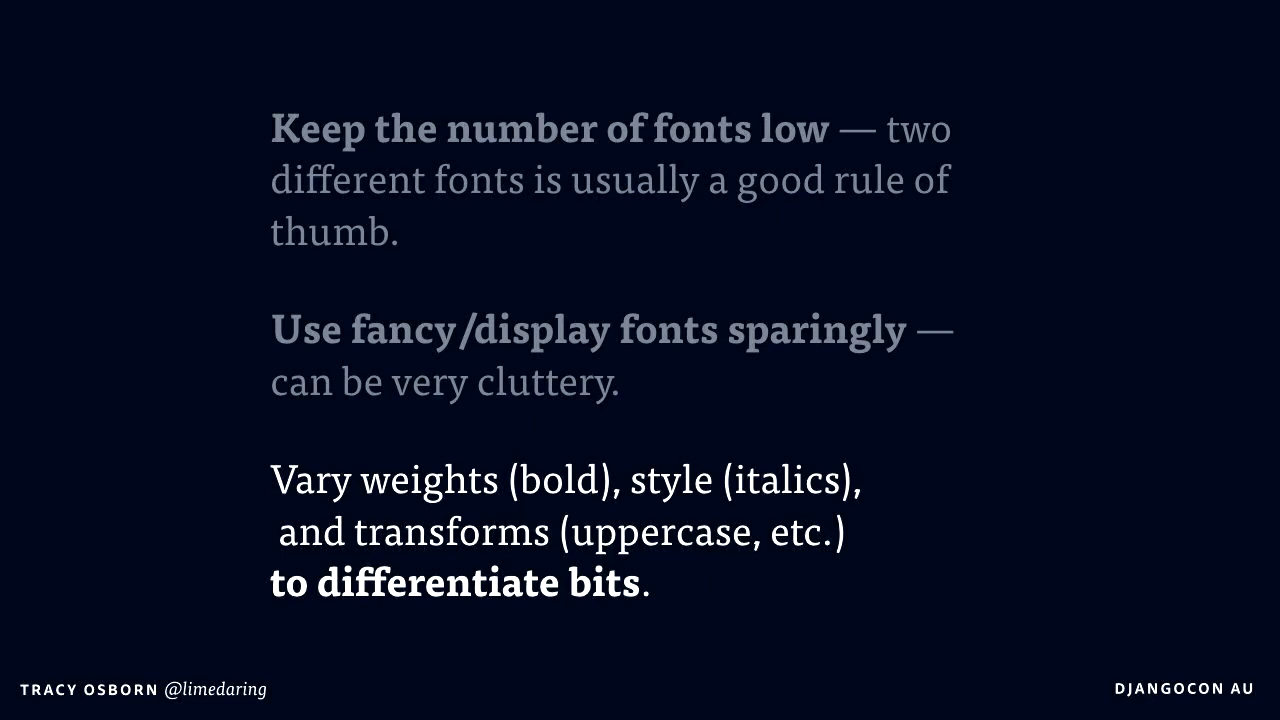 Keep the number of fonts low — two
different fonts is usually a good rule of
thumb.
Use fancy/display fonts sparingly —
can be very cluttery.
Vary weights (bold), style (italics),
and transforms (uppercase, etc.)
to differentiate bits.
TRACY OSBORN @limedaring
DJANGOCON AU